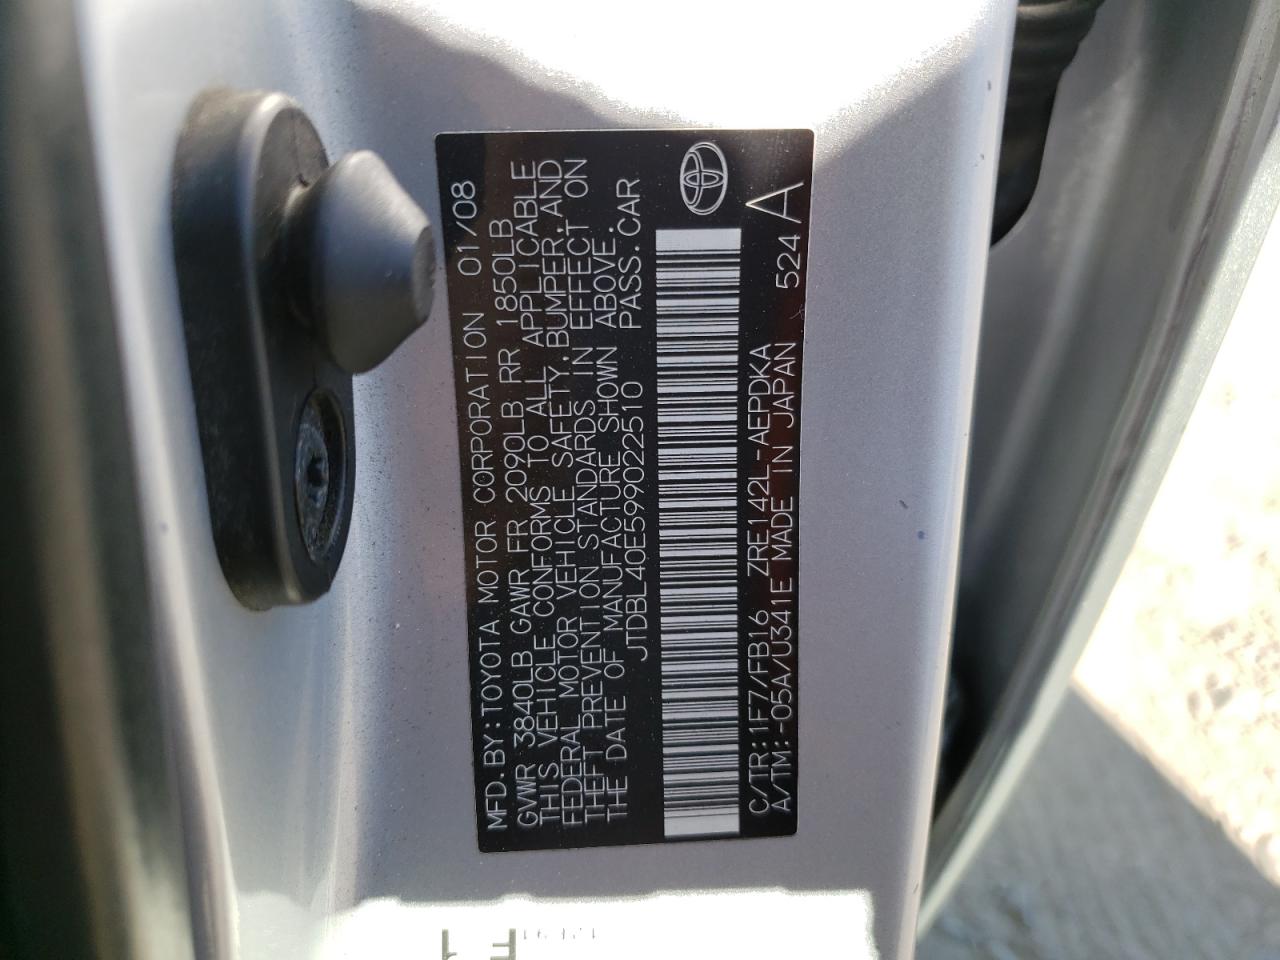 MFD.BY:TOYOTA MOTOR CORPORATION 01/08
GVWR 3840LB GAWR FR 2090LB RR 1850LB
THIS VEHICLE CONFORMS TO ALL APPLICABLE
FEDERAL MOTOR VEHICLE SAFETY,BUMPER,AND
THEFT PREVENTION STANDARDS IN EFFECT ON
THE DATE OF MANUFACTURE SHOWN ABOVE.
JTDBL40E599022510 PASS.CAR
C/TR:1F7/FB16 ZRE142L-AEPDKA
A/TM:-05A/U341E MADE IN JAPAN 524 A